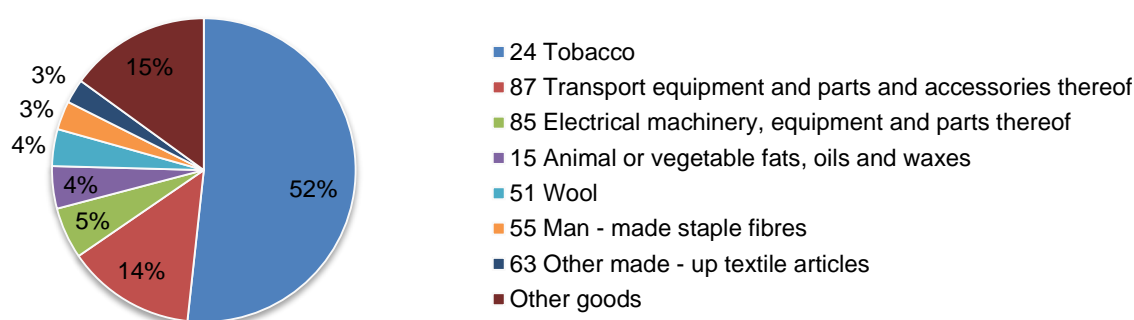 15%
3%
3%
4%
4%
5%
14%
52%
24 Tobacco
87 Transport equipment and parts and accessories thereof
85 Electrical machinery, equipment and parts thereof
15 Animal or vegetable fats, oils and waxes
51 Wool
55 Man - made staple fibres
63 Other made - up textile articles
Other goods